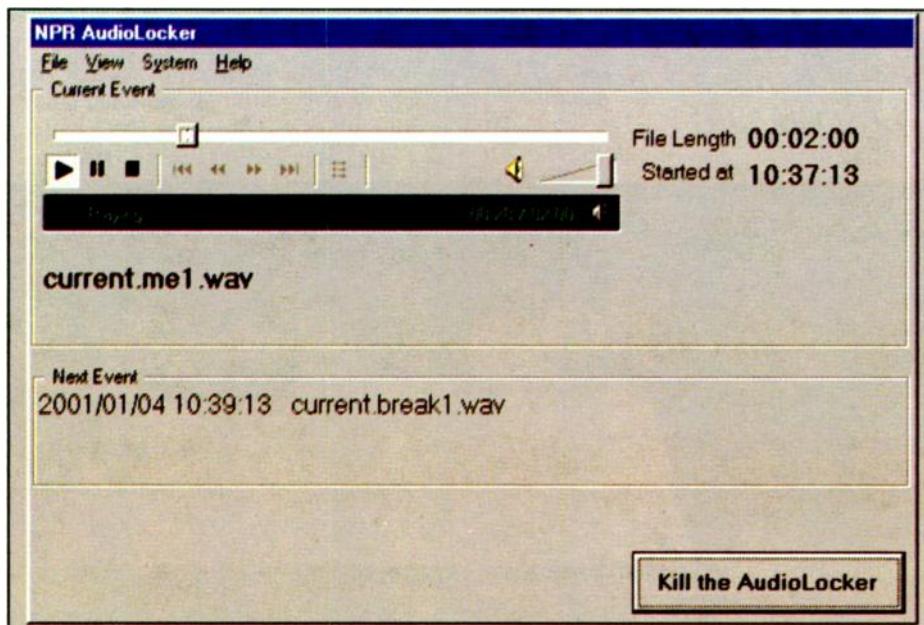 NPR AudioLocker
File View System Help
Current Event
File Length 00:02:00
Started at 10:37:13
Playing
current.me1.wav
Next Event
2001/01/04 10:39:13 current.break1.wav
Kill the AudioLocker